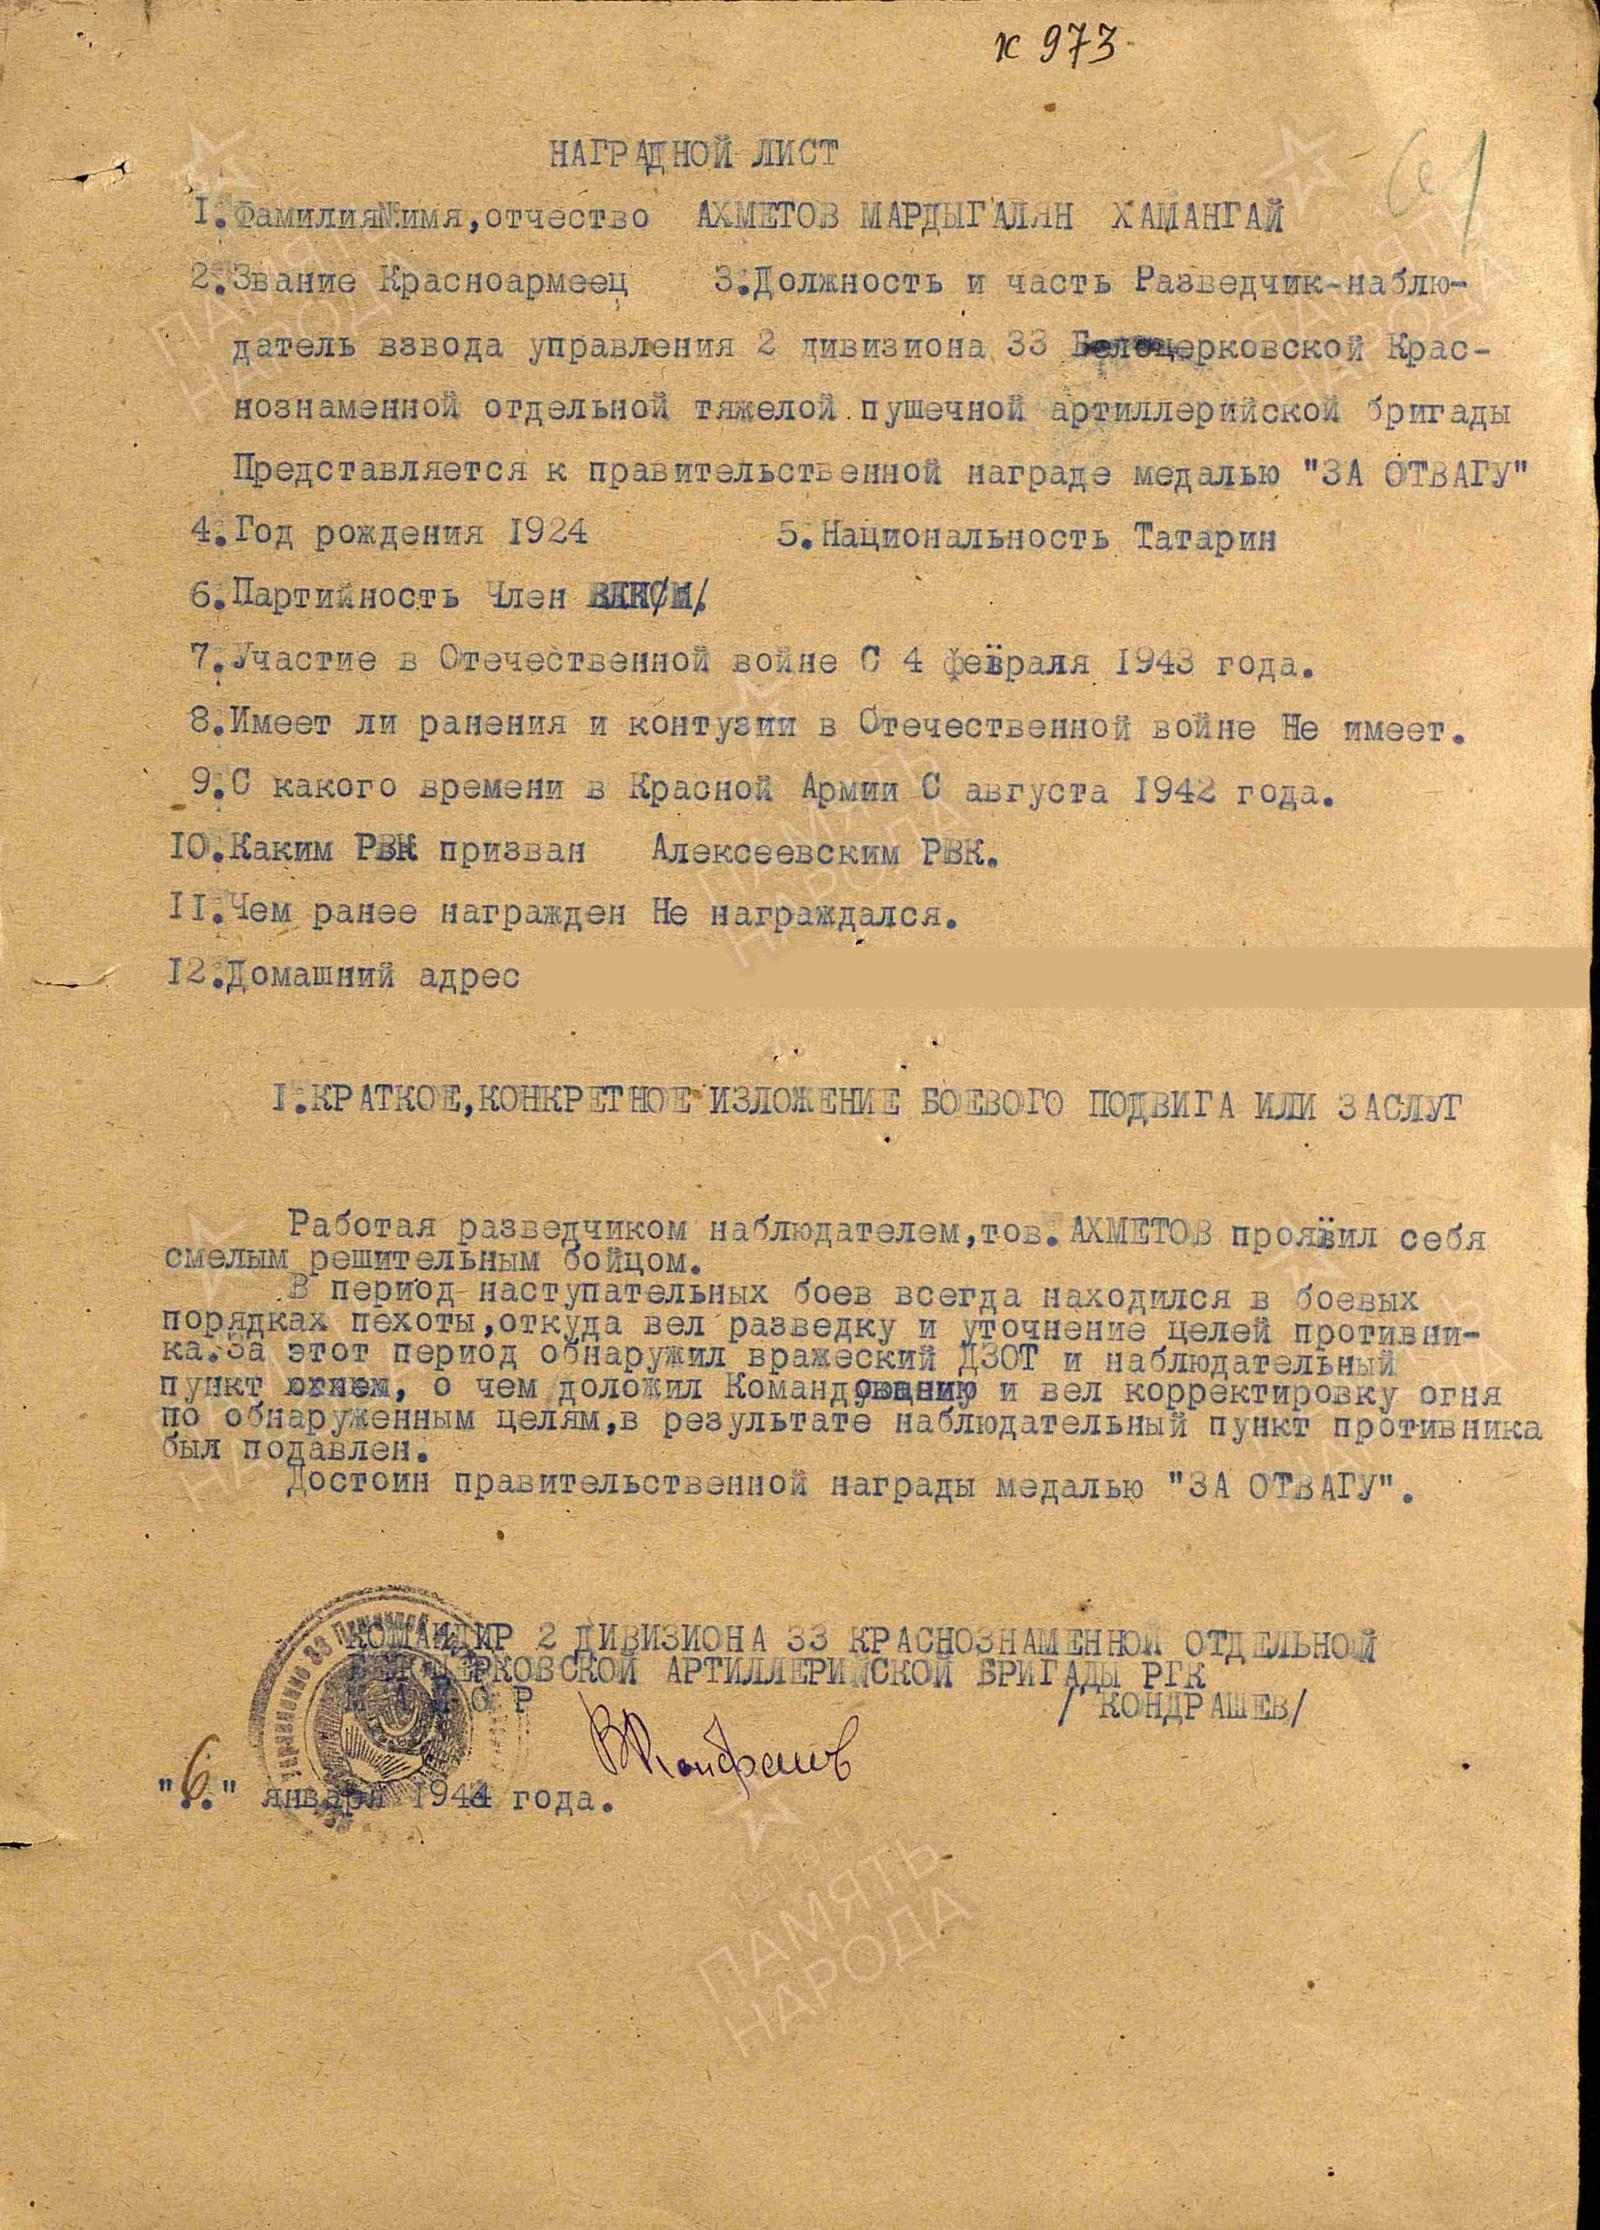 к 973
НАГРАДНОЙ ЛИСТ
1. Фамилия, имя, отчество АХМЕТОВ МАРДЫГАЛЯН ХАМАНГАЙ
2. Звание Красноармеец 3. Должность и часть Разведчик-наблю-
датель взвода управления 2 дивизиона 33 Белоцерковской Крас-
нознаменной отдельной тяжелой пушечной артиллерийской бригады
Представляется к правительственной награде медалью "ЗА ОТВАГУ"
4. Год рождения 1924 5. Национальность Татарин
6. Партийность Член ВЛКСМ.
7. Участие в Отечественной войне С 4 февраля 1943 года.
8. Имеет ли ранения и контузии в Отечественной войне Не имеет.
9. С какого времени в Красной Армии С августа 1942 года.
10. Каким РВК призван Алексеевским РВК.
11. Чем ранее награжден Не награждался.
12. Домашний адрес
1. КРАТКОЕ, КОНКРЕТНОЕ ИЗЛОЖЕНИЕ БОЕВОГО ПОДВИГА ИЛИ ЗАСЛУГ
Работая разведчиком наблюдателем, тов. АХМЕТОВ проявил себя
смелым решительным бойцом.
В период наступательных боев всегда находился в боевых
порядках пехоты, откуда вел разведку и уточнение целей противни-
ка. За этот период обнаружил вражеский ДЗОТ и наблюдательный
пункт, о чем доложил Командованию и вел корректировку огня
по обнаруженным целям, в результате наблюдательный пункт противника
был подавлен.
Достоин правительственной награды медалью "ЗА ОТВАГУ".
КОМАНДИР 2 ДИВИЗИОНА 33 КРАСНОЗНАМЕННОЙ ОТДЕЛЬНОЙ
БЕЛОЦЕРКОВСКОЙ АРТИЛЛЕРИЙСКОЙ БРИГАДЫ РГК
МАЙОР /КОНДРАШЕВ/
"6" января 1944 года.
ПАМЯТЬ НАРОДА